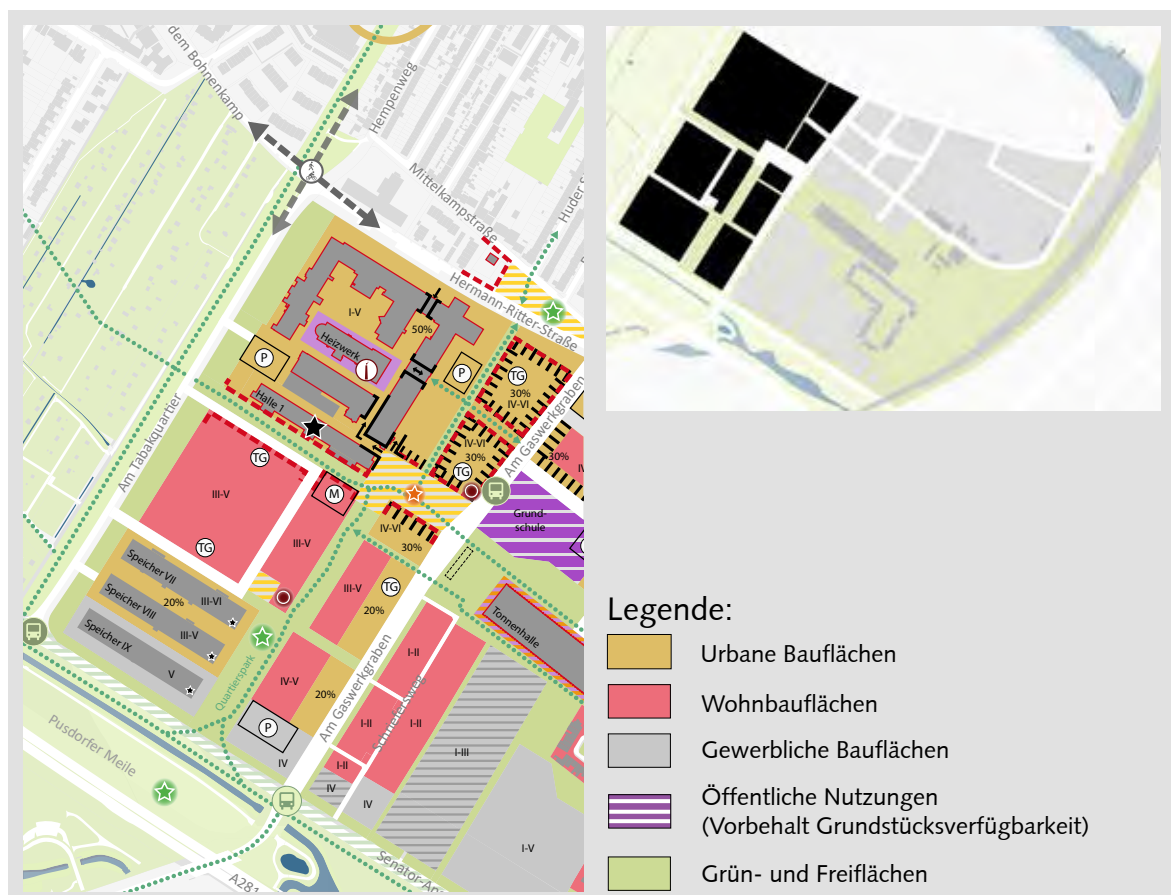 dem Bohnenkamp
Hempenweg
Mittelkampstraße
Huder S
Hermann-Ritter-Straße
I-V
50%
Heizwerk
P
P
TG
30%
IV-VI
Halle 1
IV-VI
30%
TG
Am Gaswerkgraben
30%
IV
Am Tabakquartier
TG
III-V
M
Grund-
schule
IV-VI
30%
TG
III-V
III-V
TG
20%
Speicher VII
20%
III-VI
Speicher VIII
III-V
Speicher IX
V
Tonnenhalle
I-II
Quartierspark
IV-V
20%
Am Gaswerkgraben
I-II
I-II
I-III
P
IV
I-II
IV
IV
I-V
Pusdorfer Meile
A281
Legende:
Urbane Bauflächen
Wohnbauflächen
Gewerbliche Bauflächen
Öffentliche Nutzungen
(Vorbehalt Grundstücksverfügbarkeit)
Grün- und Freiflächen